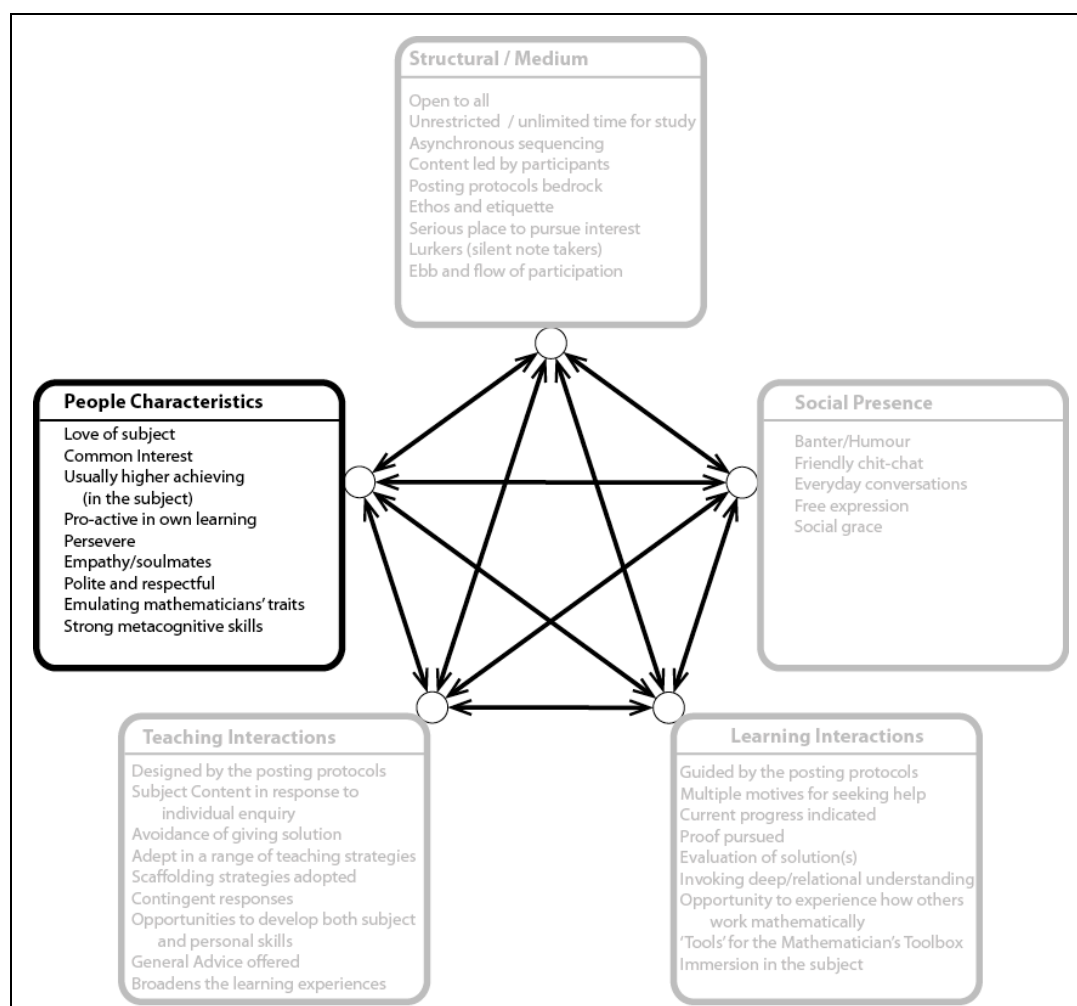 Structural / Medium
Open to all
Unrestricted / unlimited time for study
Asynchronous sequencing
Content led by participants
Posting protocols bedrock
Ethos and etiquette
Serious place to pursue interest
Lurkers (silent note takers)
Ebb and flow of participation
People Characteristics
Love of subject
Common Interest
Usually higher achieving
(in the subject)
Pro-active in own learning
Persevere
Empathy/soulmates
Polite and respectful
Emulating mathematicians' traits
Strong metacognitive skills
Social Presence
Banter/Humour
Friendly chit-chat
Everyday conversations
Free expression
Social grace
Teaching Interactions
Designed by the posting protocols
Subject Content in response to
individual enquiry
Avoidance of giving solution
Adept in a range of teaching strategies
Scaffolding strategies adopted
Contingent responses
Opportunities to develop both subject
and personal skills
General Advice offered
Broadens the learning experiences
Learning Interactions
Guided by the posting protocols
Multiple motives for seeking help
Current progress indicated
Proof pursued
Evaluation of solution(s)
Invoking deep/relational understanding
Opportunity to experience how others
work mathematically
'Tools' for the Mathematician's Toolbox
Immersion in the subject